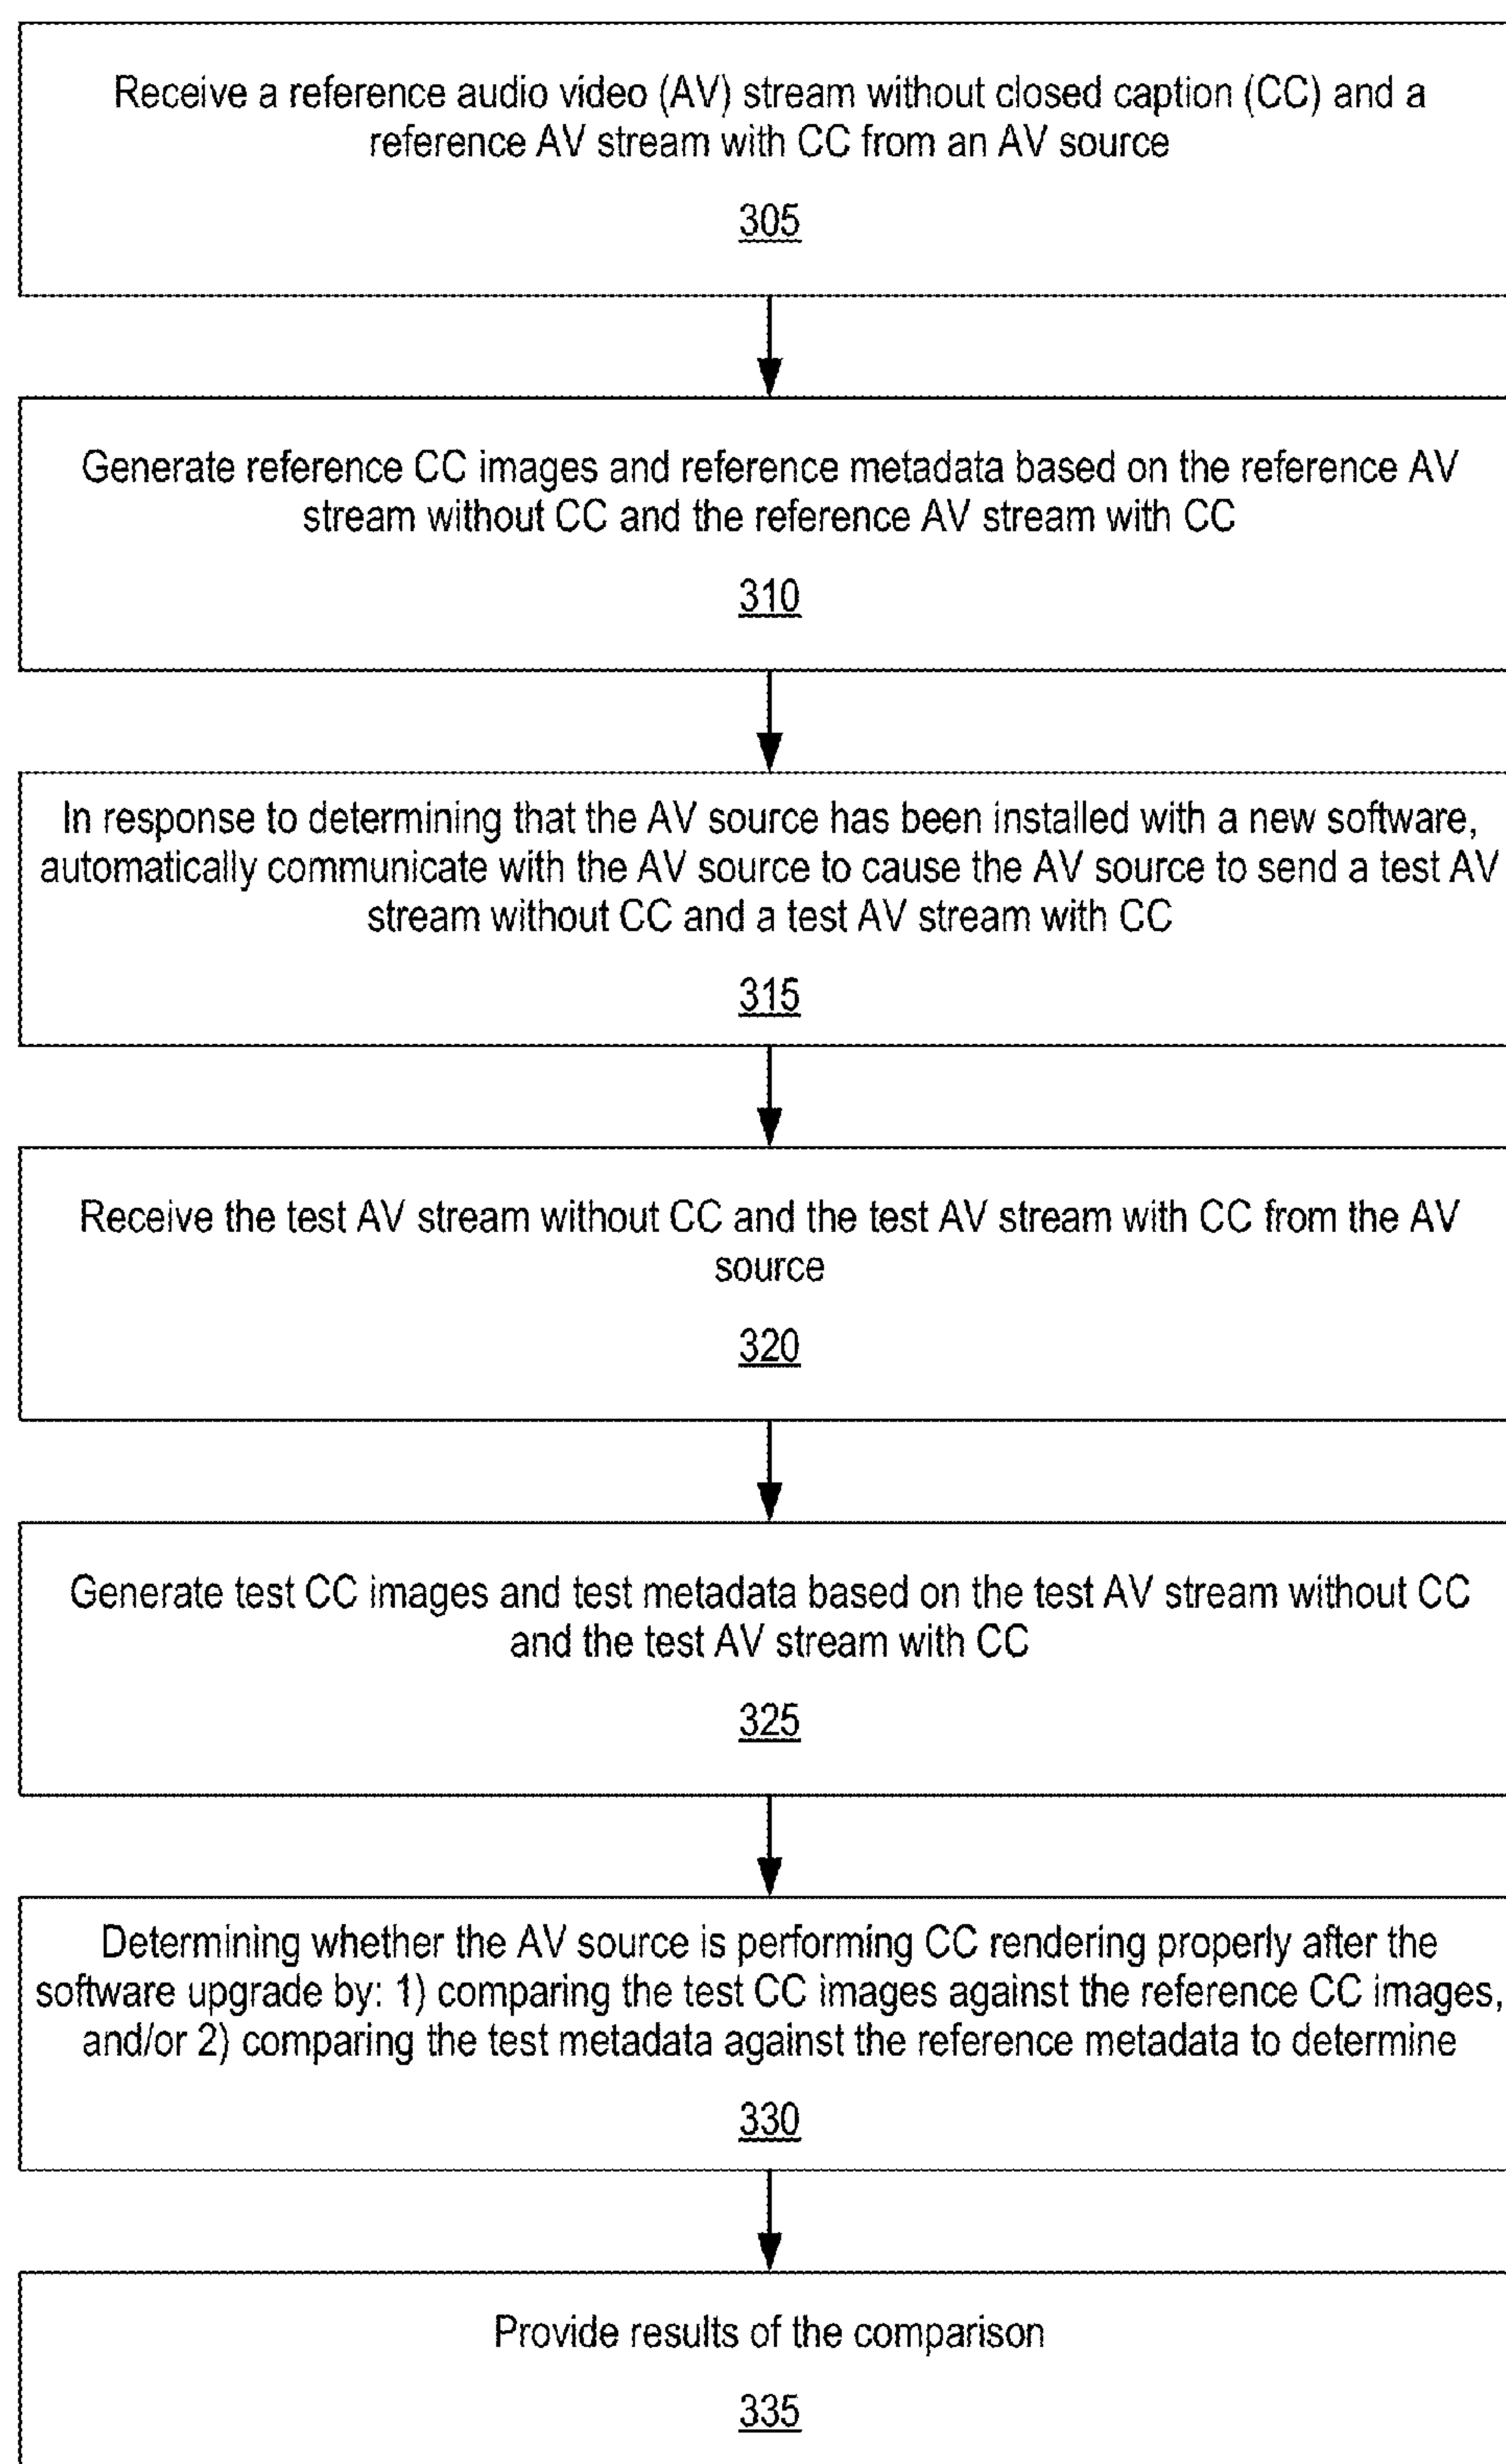 Receive a reference audio video (AV) stream without closed caption (CC) and a
reference AV stream with CC from an AV source
305
Generate reference CC images and reference metadata based on the reference AV
stream without CC and the reference AV stream with CC
310
In response to determining that the AV source has been installed with a new software,
automatically communicate with the AV source to cause the AV source to send a test AV
stream without CC and a test AV stream with CC
315
Receive the test AV stream without CC and the test AV stream with CC from the AV
source
320
Generate test CC images and test metadata based on the test AV stream without CC
and the test AV stream with CC
325
Determining whether the AV source is performing CC rendering properly after the
software upgrade by: 1) comparing the test CC images against the reference CC images,
and/or 2) comparing the test metadata against the reference metadata to determine
330
Provide results of the comparison
335